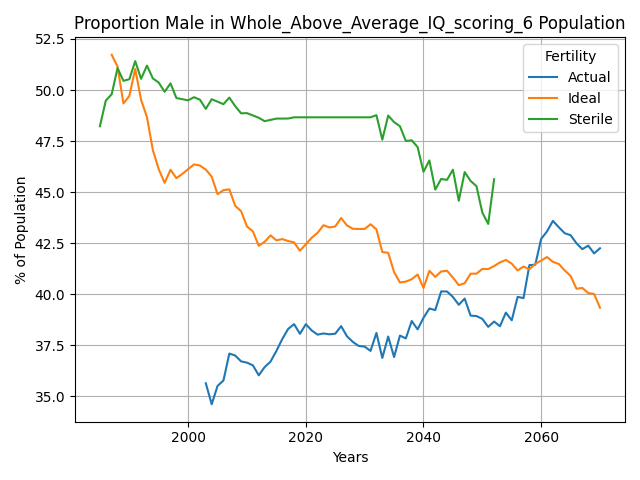 Proportion Male in Whole_Above_Average_IQ_scoring_6 Population
52.5
50.0
47.5
45.0
42.5
40.0
37.5
35.0
% of Population
Fertility
Actual
Ideal
Sterile
2000
2020
2040
2060
Years